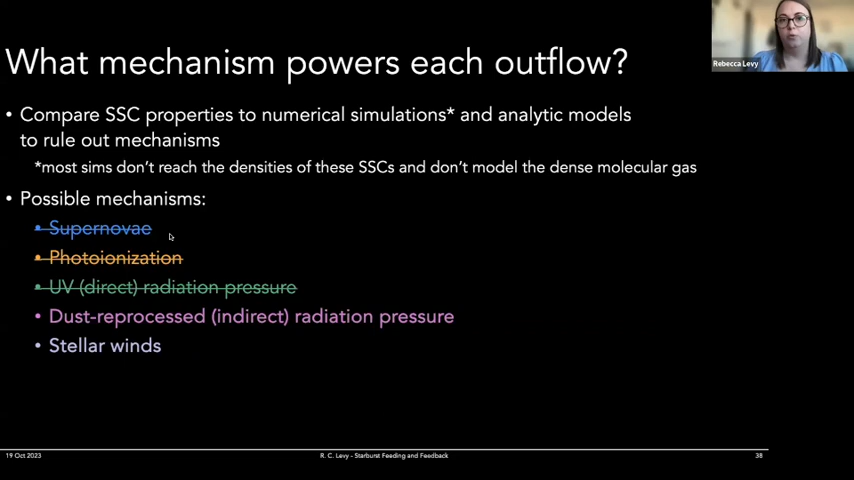 What mechanism powers each outflow?
Rebecca Levy
• Compare SSC properties to numerical simulations* and analytic models
to rule out mechanisms
*most sims don't reach the densities of these SSCs and don't model the dense molecular gas
• Possible mechanisms:
• Supernovae
• Photoionization
• UV (direct) radiation pressure
• Dust-reprocessed (indirect) radiation pressure
• Stellar winds
19 Oct 2023
R. C. Levy - Starburst Feeding and Feedback
38